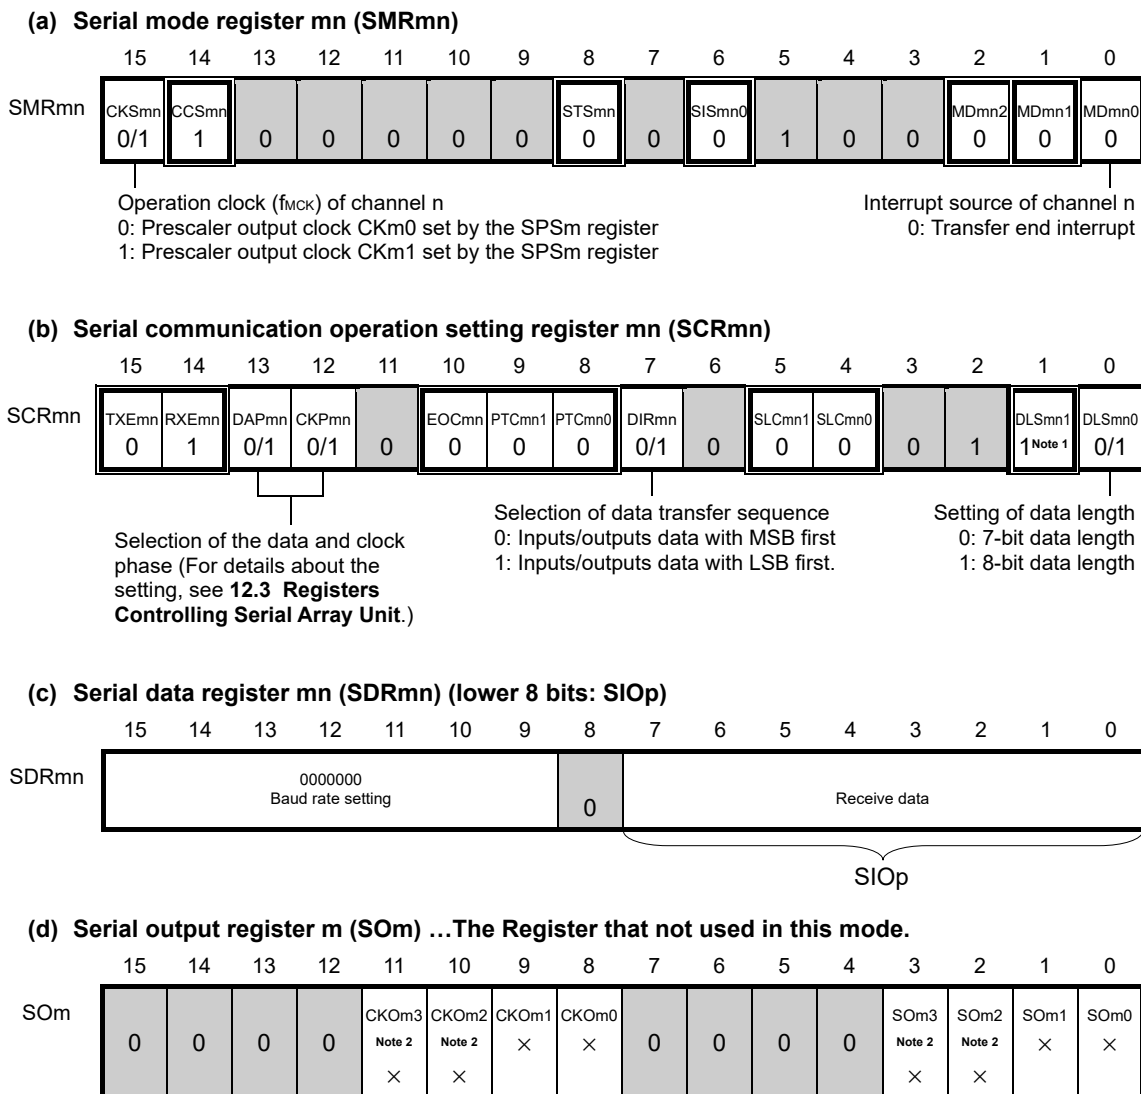 (a) Serial mode register mn (SMRmn)
15 14 13 12 11 10 9 8 7 6 5 4 3 2 1 0
SMRmn CKSmn CCSmn STSmn SISmn0 MDmn2 MDmn1 MDmn0
0/1 1 0 0 0 0 0 0 0 0 1 0 0 0 0 0
Operation clock (fMCK) of channel n
0: Prescaler output clock CKm0 set by the SPSm register
1: Prescaler output clock CKm1 set by the SPSm register
Interrupt source of channel n
0: Transfer end interrupt
(b) Serial communication operation setting register mn (SCRmn)
15 14 13 12 11 10 9 8 7 6 5 4 3 2 1 0
SCRmn TXEmn RXEmn DAPmn CKPmn EOCmn PTCmn1 PTCmn0 DIRmn SLCmn1 SLCmn0 DLSmn1 DLSmn0
0 1 0/1 0/1 0 0 0 0 0/1 0 0 0 0 1 1 Note 1 0/1
Selection of the data and clock
phase (For details about the
setting, see 12.3 Registers
Controlling Serial Array Unit.)
Selection of data transfer sequence
0: Inputs/outputs data with MSB first
1: Inputs/outputs data with LSB first.
Setting of data length
0: 7-bit data length
1: 8-bit data length
(c) Serial data register mn (SDRmn) (lower 8 bits: SIOp)
15 14 13 12 11 10 9 8 7 6 5 4 3 2 1 0
SDRmn
0000000
Baud rate setting
0
Receive data
SIOp
(d) Serial output register m (SOm) …The Register that not used in this mode.
15 14 13 12 11 10 9 8 7 6 5 4 3 2 1 0
SOm CKOm3 CKOm2 CKOm1 CKOm0 SOm3 SOm2 SOm1 SOm0
0 0 0 0 Note 2 Note 2 × × 0 0 0 0 Note 2 Note 2 × ×
× × × ×